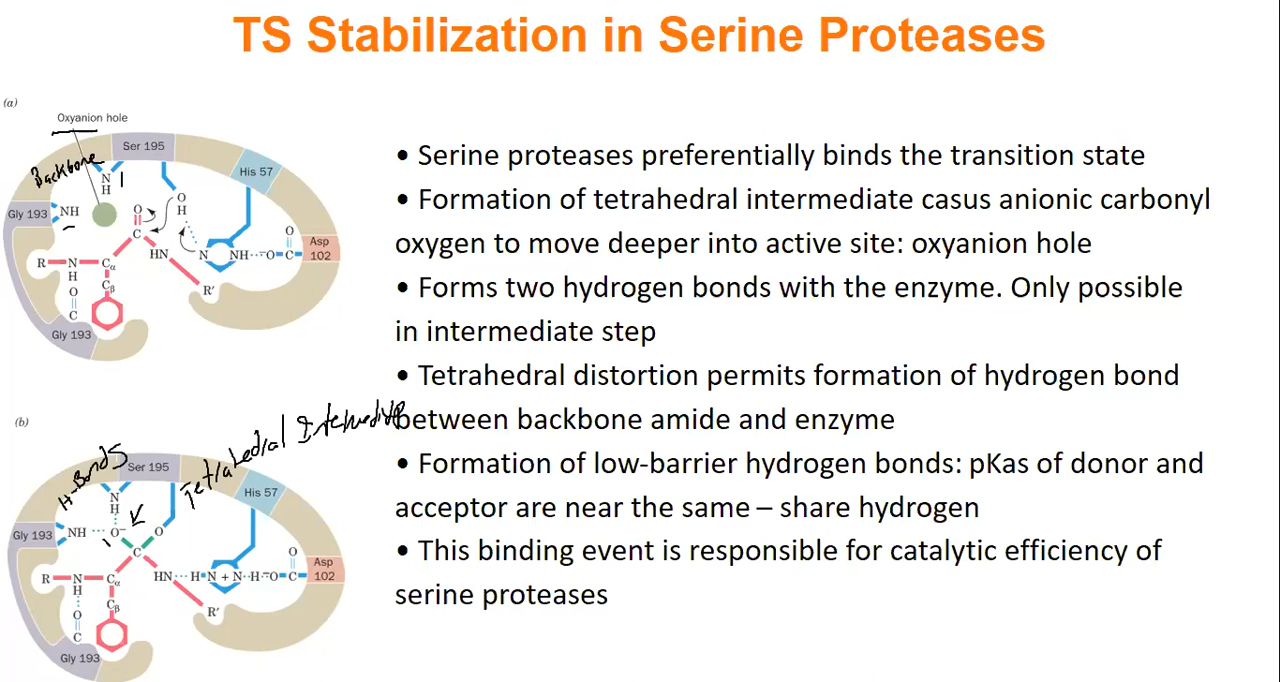 TS Stabilization in Serine Proteases
(a)
Oxyanion hole
Backbone
Ser 195
His 57
N
H
O
H
Gly 193
NH
O
C
O
Asp
102
N
NH
O
C
HN
R
N
H
Cα
O
C
Cβ
R'
Gly 193
• Serine proteases preferentially binds the transition state
• Formation of tetrahedral intermediate casus anionic carbonyl
oxygen to move deeper into active site: oxyanion hole
• Forms two hydrogen bonds with the enzyme. Only possible
in intermediate step
• Tetrahedral distortion permits formation of hydrogen bond
between backbone amide and enzyme
• Formation of low-barrier hydrogen bonds: pKas of donor and
acceptor are near the same – share hydrogen
• This binding event is responsible for catalytic efficiency of
serine proteases
(b)
H-Bonds
Tetrahedral Intermediate
Ser 195
His 57
N
H
Gly 193
NH
O−
O
C
O
Asp
102
R
N
H
Cα
HN
H
N + N
H
−O
C
O
C
Cβ
R'
Gly 193